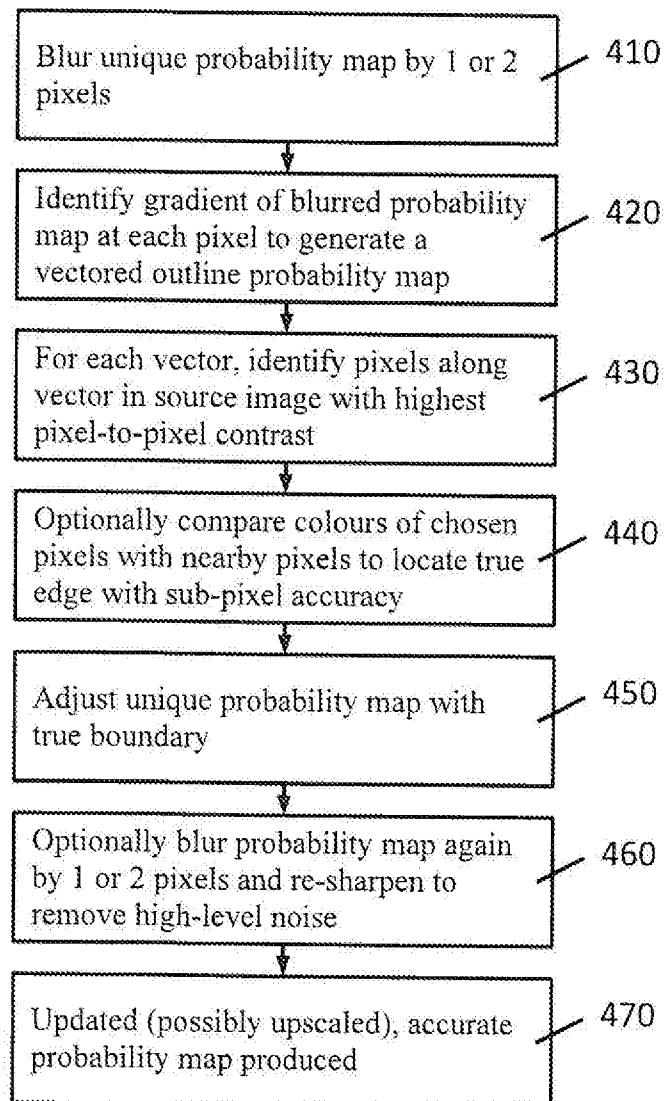 Blur unique probability map by 1 or 2
pixels
410
Identify gradient of blurred probability
map at each pixel to generate a
vectored outline probability map
420
For each vector, identify pixels along
vector in source image with highest
pixel-to-pixel contrast
430
Optionally compare colours of chosen
pixels with nearby pixels to locate true
edge with sub-pixel accuracy
440
Adjust unique probability map with
true boundary
450
Optionally blur probability map again
by 1 or 2 pixels and re-sharpen to
remove high-level noise
460
Updated (possibly upscaled), accurate
probability map produced
470